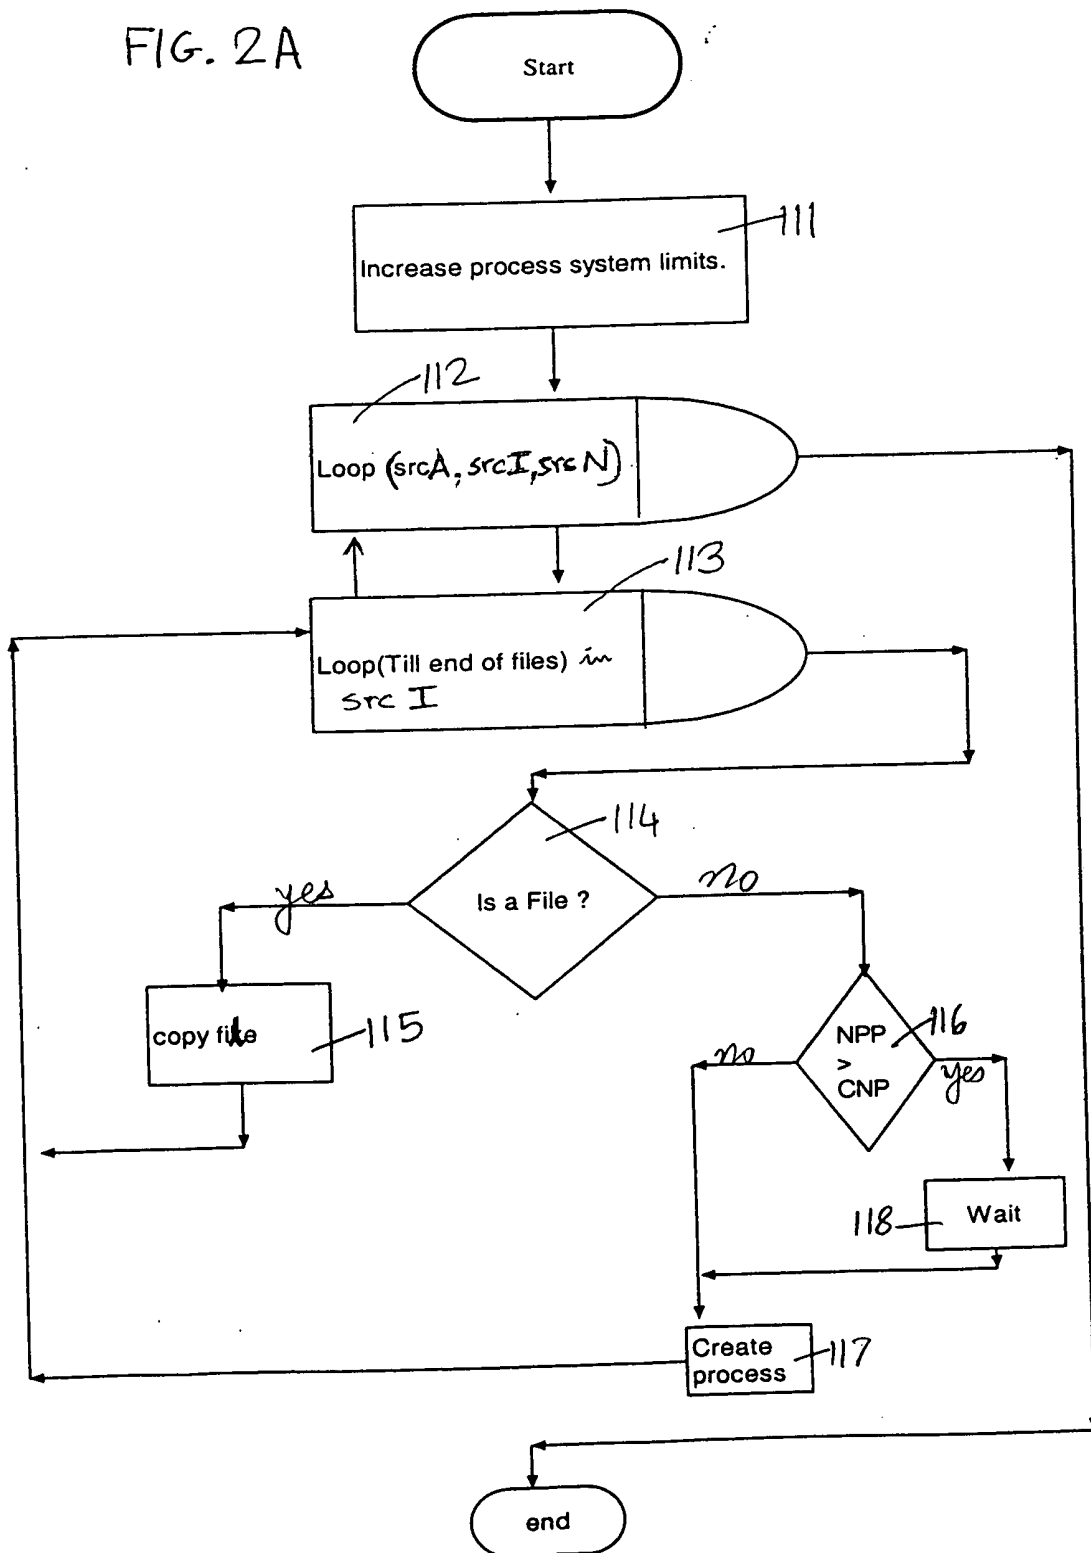 FIG. 2A
Start
111
Increase process system limits.
112
Loop (srcA, srcI, srcN)
113
Loop(Till end of files) in
src I
114
Is a File ?
yes
no
copy file
115
NPP
>
CNP
116
no
yes
118
Wait
Create
process
117
end